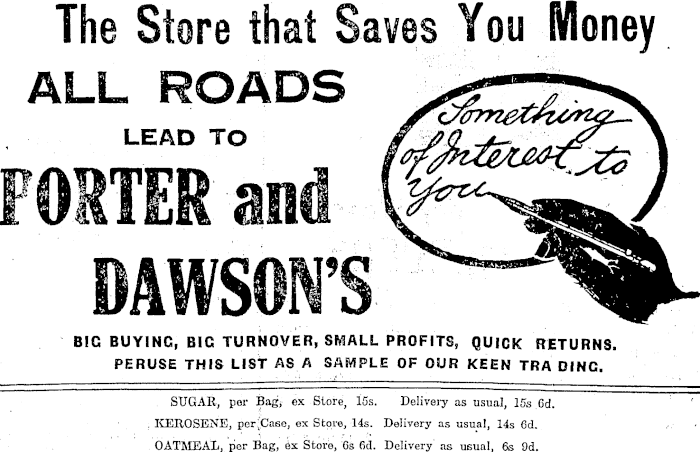 The Store that Saves You Money
ALL ROADS
LEAD TO
PORTER and
DAWSON'S
Something
of Interest to
You
BIG BUYING, BIG TURNOVER, SMALL PROFITS, QUICK RETURNS.
PERUSE THIS LIST AS A SAMPLE OF OUR KEEN TRADING.
SUGAR, per Bag, ex Store, 15s. Delivery as usual, 15s 6d.
KEROSENE, per Case, ex Store, 14s. Delivery as usual, 14s 6d.
OATMEAL, per Bag, ex Store, 6s 6d. Delivery as usual, 6s 9d.